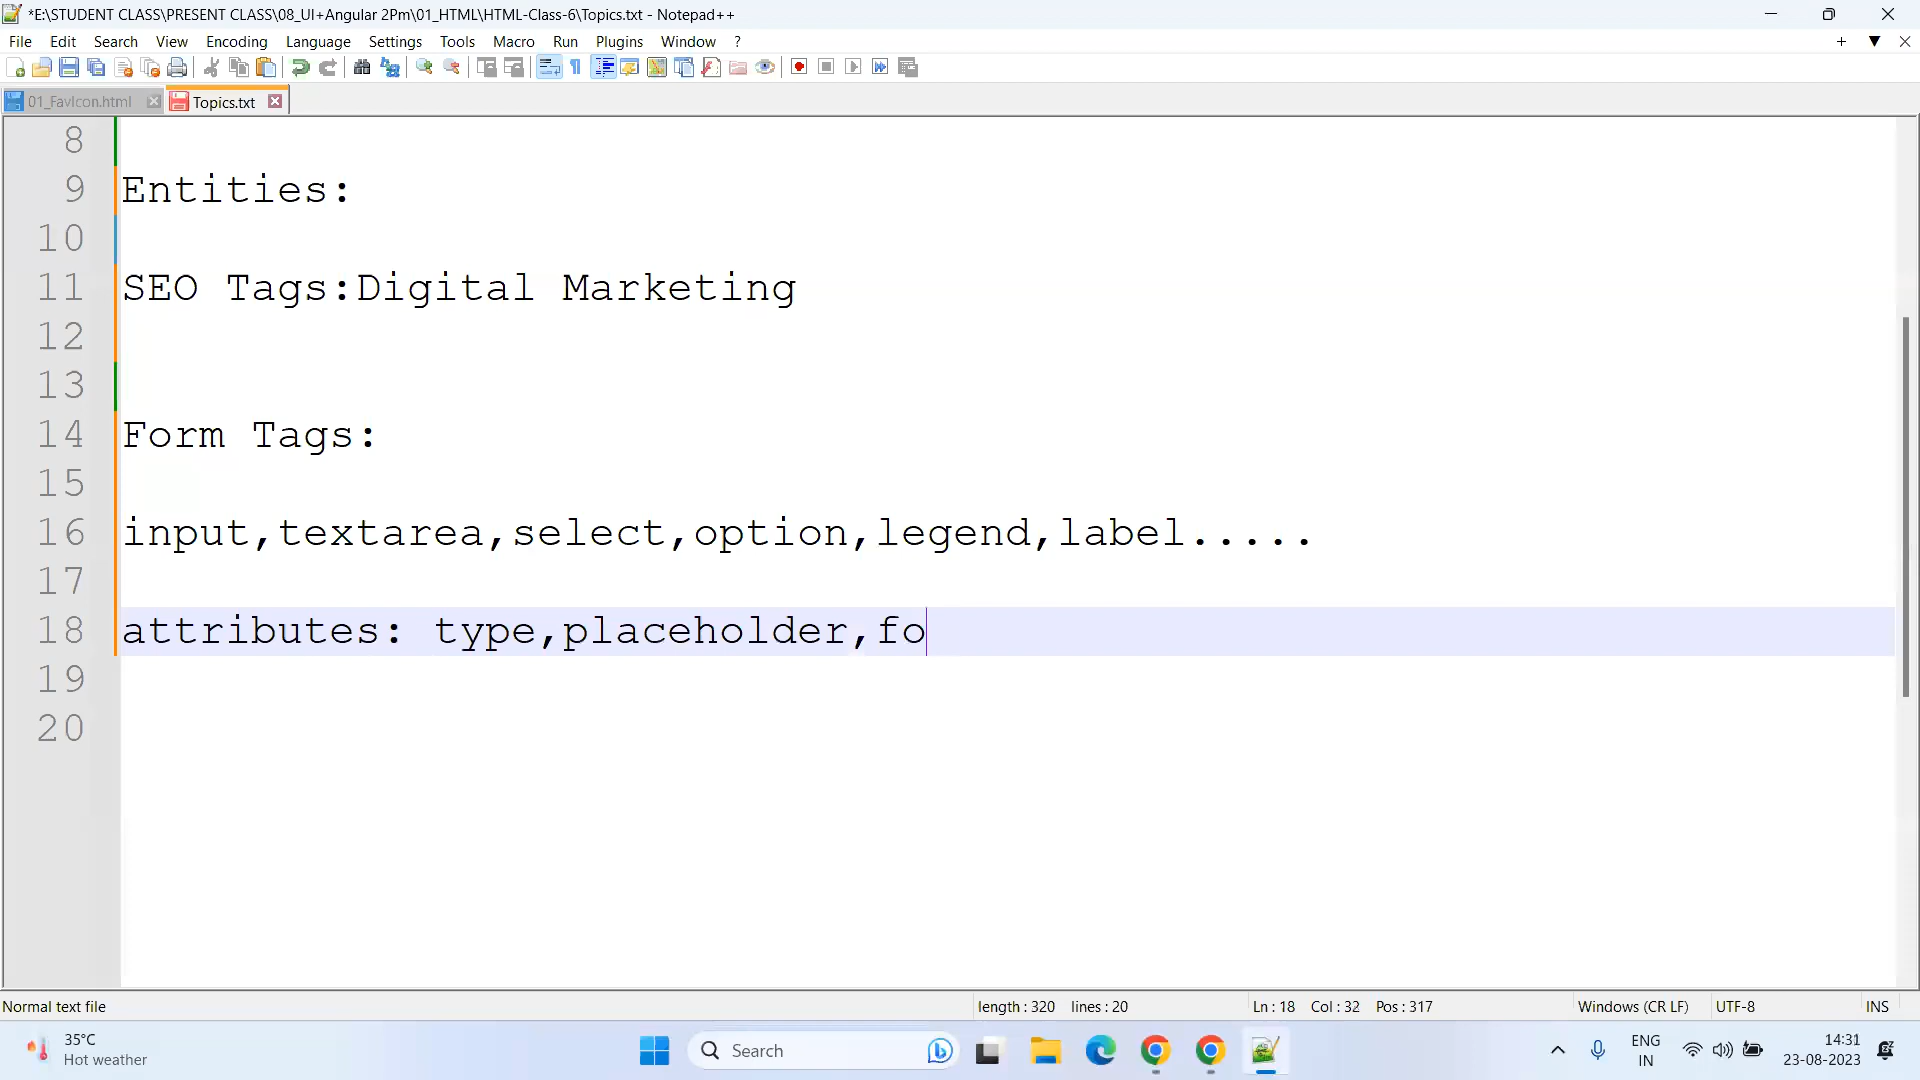 *E:\STUDENT CLASS\PRESENT CLASS\08_UI+Angular 2Pm\01_HTML\HTML-Class-6\Topics.txt - Notepad++
File Edit Search View Encoding Language Settings Tools Macro Run Plugins Window ?
01_FavIcon.html Topics.txt
8
9 Entities:
10
11 SEO Tags:Digital Marketing
12
13
14 Form Tags:
15
16 input,textarea,select,option,legend,label.....
17
18 attributes: type,placeholder,fo
19
20
Normal text file length : 320 lines : 20 Ln : 18 Col : 32 Pos : 317 Windows (CR LF) UTF-8 INS
35°C
Hot weather
Search
ENG
IN
14:31
23-08-2023